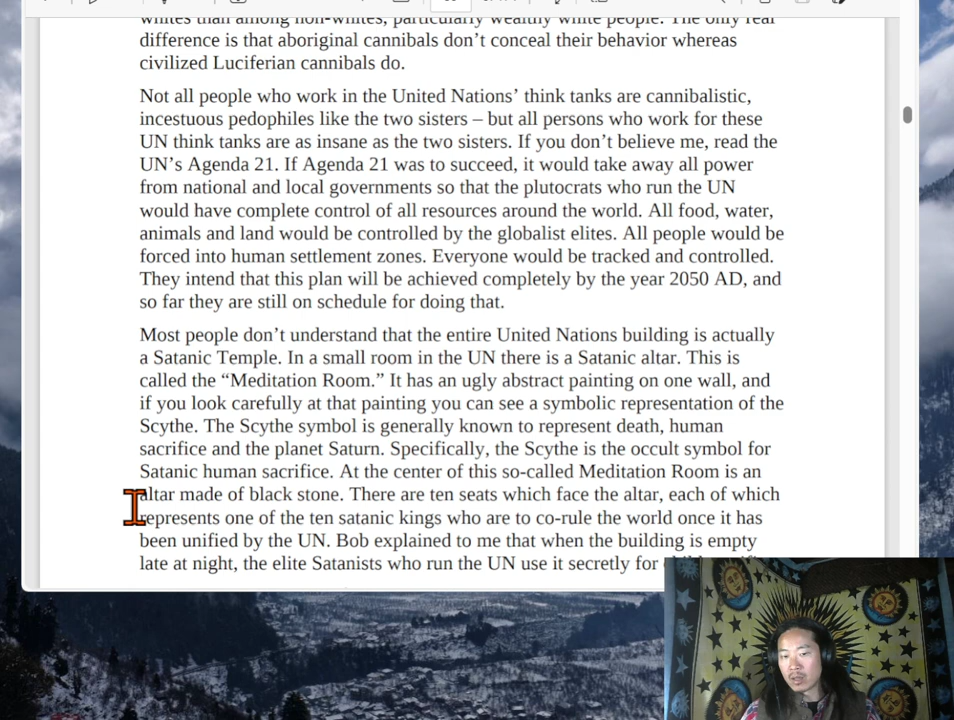 whites than among non-whites, particularly wealthy white people. The only real
difference is that aboriginal cannibals don't conceal their behavior whereas
civilized Luciferian cannibals do.
Not all people who work in the United Nations' think tanks are cannibalistic,
incestuous pedophiles like the two sisters – but all persons who work for these
UN think tanks are as insane as the two sisters. If you don't believe me, read the
UN's Agenda 21. If Agenda 21 was to succeed, it would take away all power
from national and local governments so that the plutocrats who run the UN
would have complete control of all resources around the world. All food, water,
animals and land would be controlled by the globalist elites. All people would be
forced into human settlement zones. Everyone would be tracked and controlled.
They intend that this plan will be achieved completely by the year 2050 AD, and
so far they are still on schedule for doing that.
Most people don't understand that the entire United Nations building is actually
a Satanic Temple. In a small room in the UN there is a Satanic altar. This is
called the “Meditation Room.” It has an ugly abstract painting on one wall, and
if you look carefully at that painting you can see a symbolic representation of the
Scythe. The Scythe symbol is generally known to represent death, human
sacrifice and the planet Saturn. Specifically, the Scythe is the occult symbol for
Satanic human sacrifice. At the center of this so-called Meditation Room is an
altar made of black stone. There are ten seats which face the altar, each of which
represents one of the ten satanic kings who are to co-rule the world once it has
been unified by the UN. Bob explained to me that when the building is empty
late at night, the elite Satanists who run the UN use it secretly for